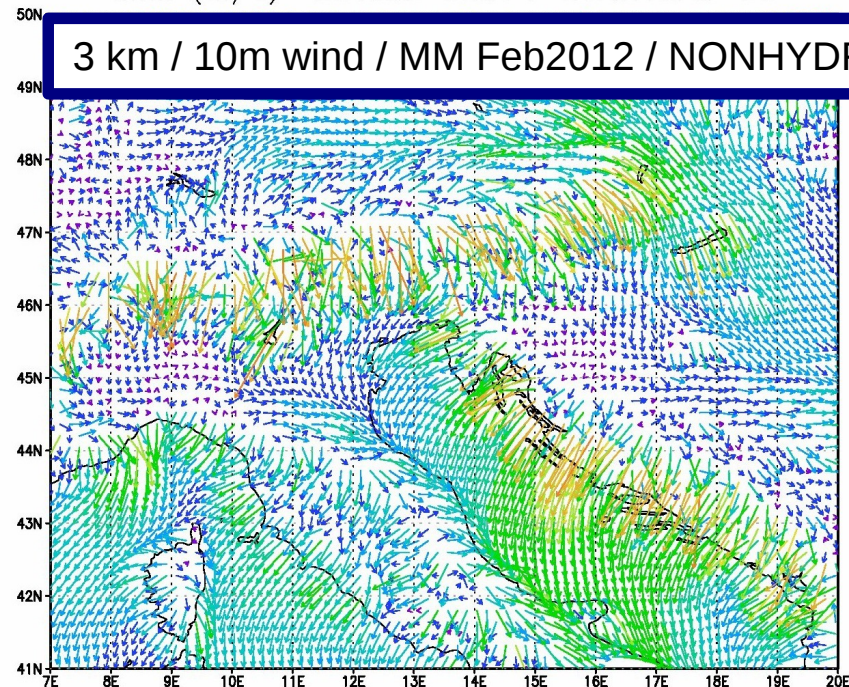 50N
3 km / 10m wind / MM Feb2012 / NONHYD
49N
48N
47N
46N
45N
44N
43N
42N
41N
7E 8E 9E 10E 11E 12E 13E 14E 15E 16E 17E 18E 19E 20E